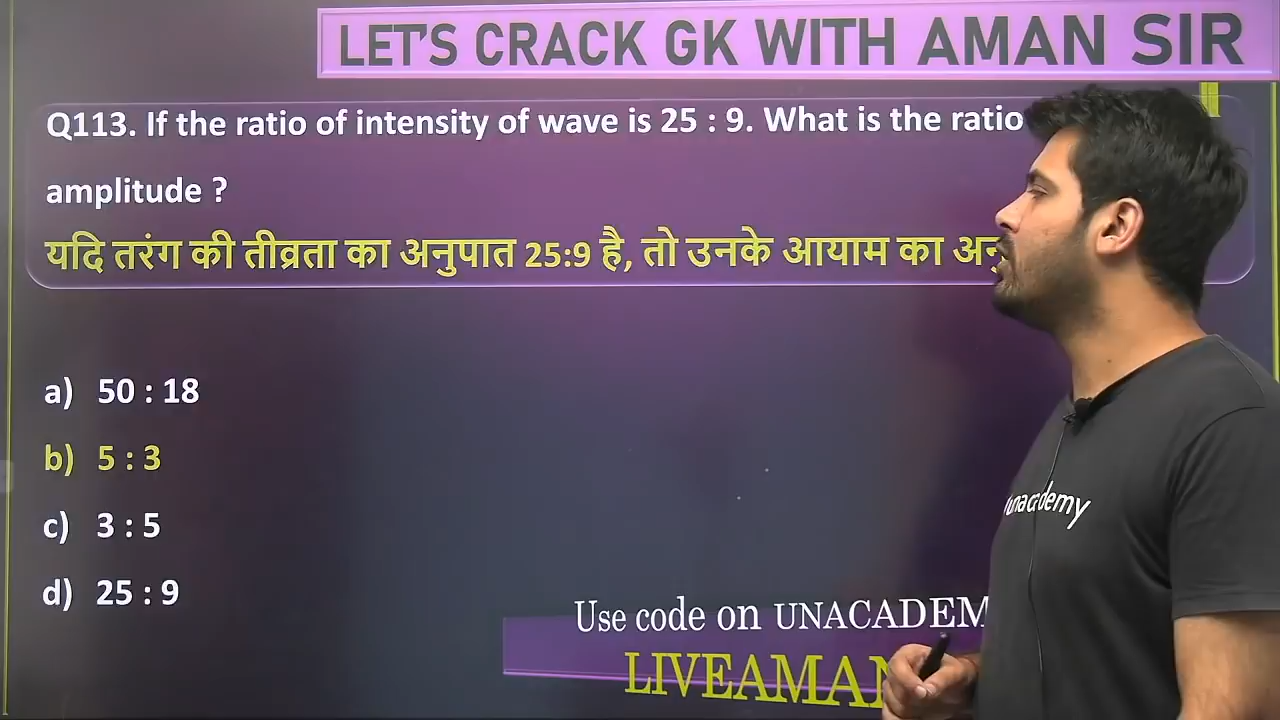 LET'S CRACK GK WITH AMAN SIR
Q113. If the ratio of intensity of wave is 25 : 9. What is the ratio
amplitude ?
यदि तरंग की तीव्रता का अनुपात 25:9 है, तो उनके आयाम का
a) 50 : 18
b) 5 : 3
c) 3 : 5
d) 25 : 9
unacademy
Use code on UNACADEM
LIVEAMAN